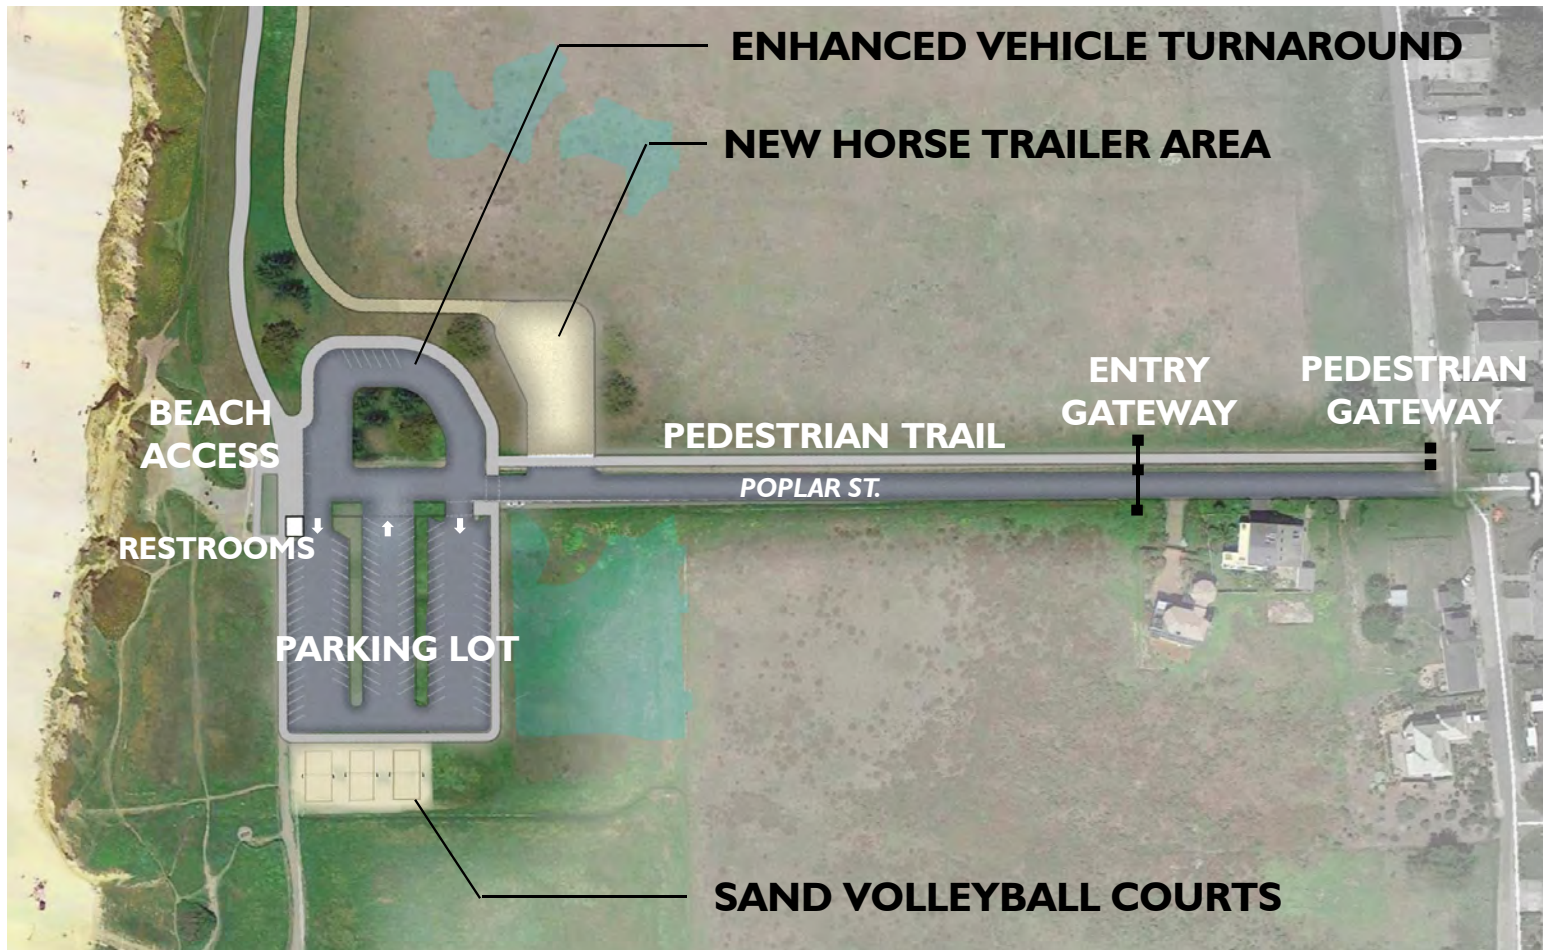 ENHANCED VEHICLE TURNAROUND
NEW HORSE TRAILER AREA
ENTRY
GATEWAY
PEDESTRIAN
GATEWAY
BEACH
ACCESS
PEDESTRIAN TRAIL
POPLAR ST.
RESTROOMS
PARKING LOT
SAND VOLLEYBALL COURTS